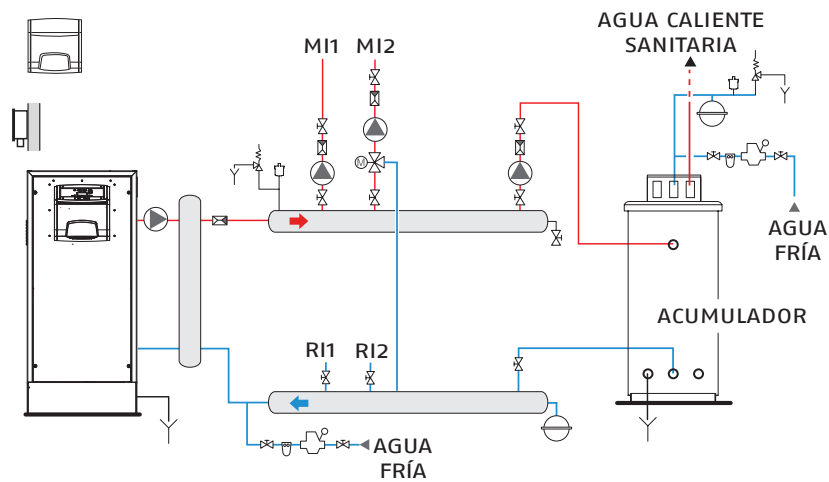 MI1
MI2
AGUA CALIENTE
SANITARIA
M
AGUA
FRÍA
ACUMULADOR
RI1
RI2
AGUA
FRÍA